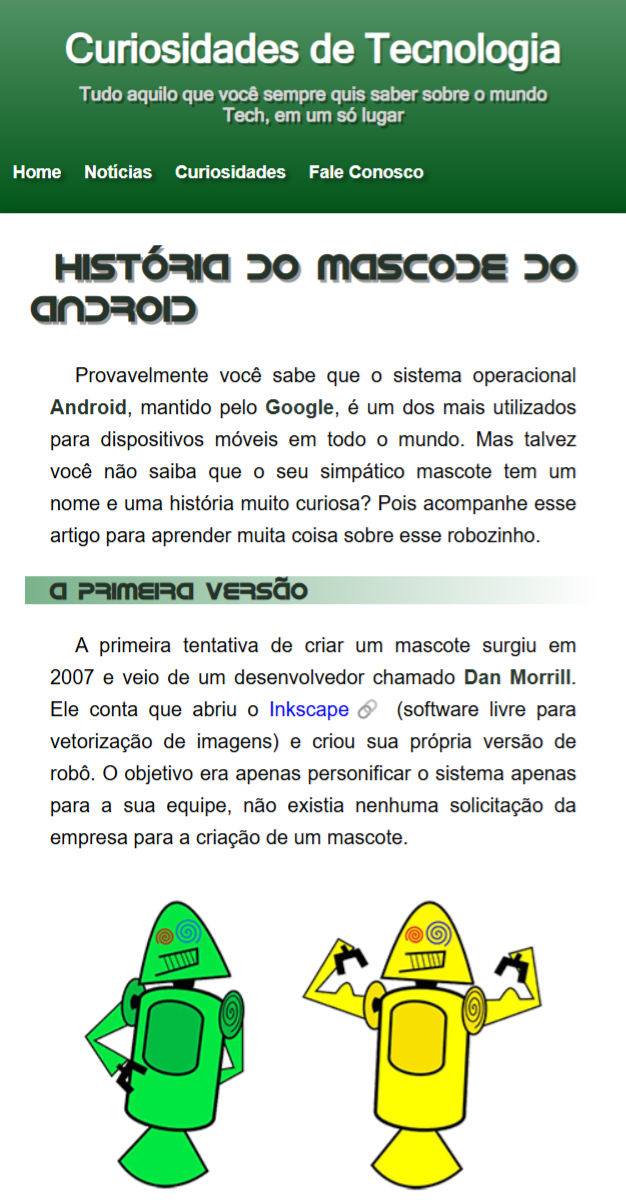 Curiosidades de Tecnologia
Tudo aquilo que você sempre quis saber sobre o mundo
Tech, em um só lugar
Home Notícias Curiosidades Fale Conosco
HISTÓRIA DO MASCODE DO
ANDROID
Provavelmente você sabe que o sistema operacional
Android, mantido pelo Google, é um dos mais utilizados
para dispositivos móveis em todo o mundo. Mas talvez
você não saiba que o seu simpático mascote tem um
nome e uma história muito curiosa? Pois acompanhe esse
artigo para aprender muita coisa sobre esse robozinho.
A PRIMEIRA VERSÃO
A primeira tentativa de criar um mascote surgiu em
2007 e veio de um desenvolvedor chamado Dan Morrill.
Ele conta que abriu o Inkscape (software livre para
vetorização de imagens) e criou sua própria versão de
robô. O objetivo era apenas personificar o sistema apenas
para a sua equipe, não existia nenhuma solicitação da
empresa para a criação de um mascote.